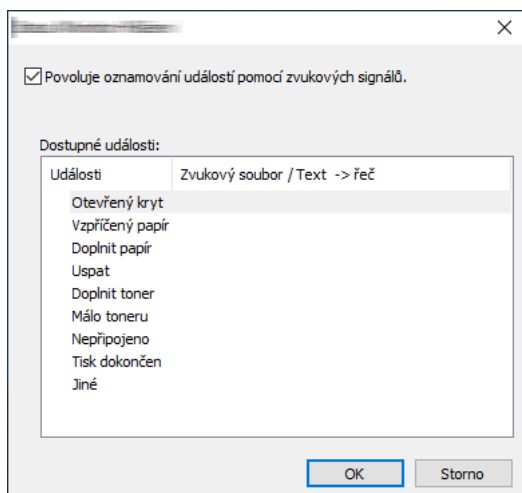 Povoluje oznamování událostí pomocí zvukových signálů.
Dostupné události:
Události Zvukový soubor / Text -> řeč
Otevřený kryt
Vzpříčený papír
Doplnit papír
Uspat
Doplnit toner
Málo toneru
Nepřipojeno
Tisk dokončen
Jiné
OK Storno